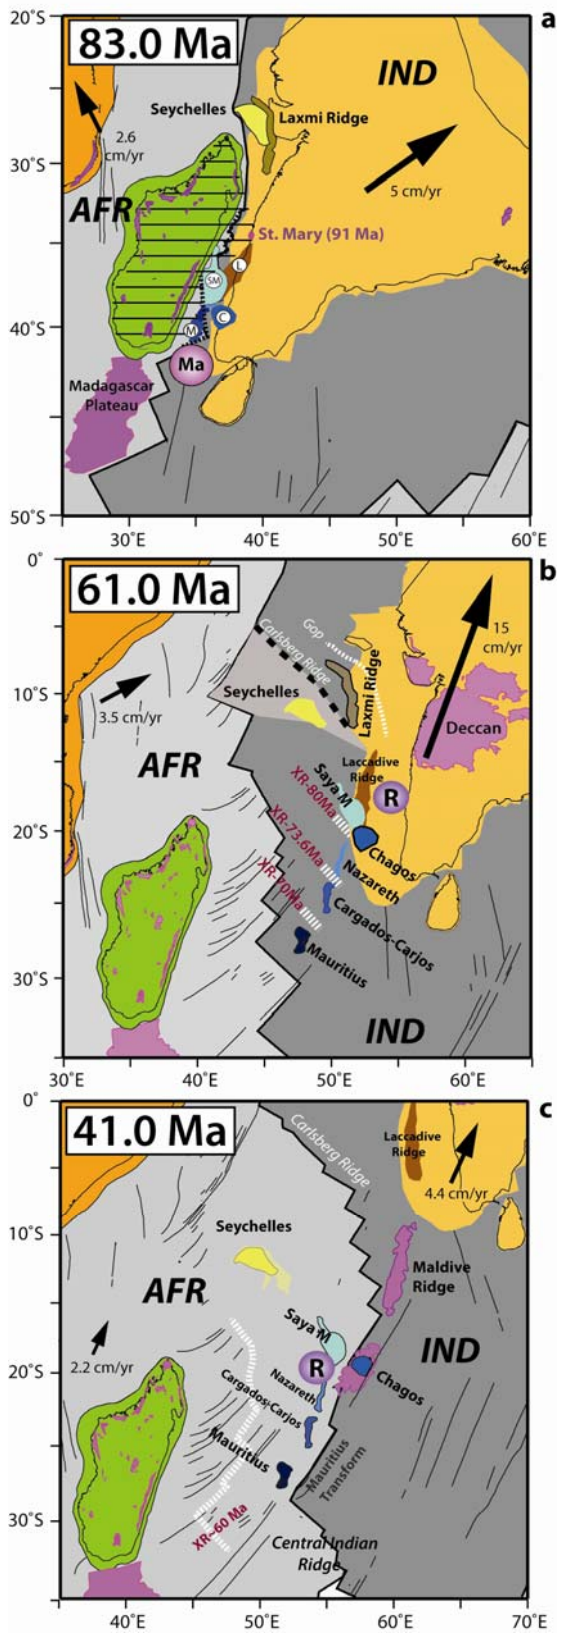 20°S
83.0 Ma
a
IND
Seychelles
Laxmi Ridge
2.6
cm/yr
30°S
5 cm/yr
AFR
St. Mary (91 Ma)
L
SM
C
40°S
M
Ma
Madagascar
Plateau
50°S
30°E
40°E
50°E
60°E
0°
61.0 Ma
b
15
cm/yr
Gop
Carlsberg Ridge
Laxmi Ridge
10°S
Seychelles
3.5 cm/yr
Deccan
AFR
Laccadive
Ridge
Saya M
R
XR-80Ma
20°S
XR-73.6Ma
Chagos
XR-70Ma
Nazareth
Cargados-Carjos
Mauritius
30°S
IND
30°E
40°E
50°E
60°E
0°
41.0 Ma
c
Carlsberg Ridge
Laccadive
Ridge
4.4 cm/yr
10°S
Seychelles
Maldive
Ridge
AFR
Saya M
IND
2.2 cm/yr
20°S
R
Nazareth
Chagos
Cargados-Carjos
Mauritius
Mauritius
Transform
30°S
XR~60 Ma
Central Indian
Ridge
40°E
50°E
60°E
70°E